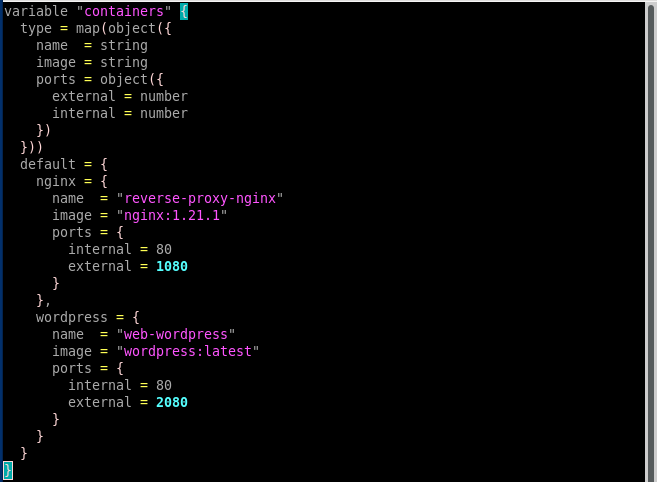 variable "containers" {
  type = map(object({
    name  = string
    image = string
    ports = object({
      external = number
      internal = number
    })
  }))
  default = {
    nginx = {
      name  = "reverse-proxy-nginx"
      image = "nginx:1.21.1"
      ports = {
        internal = 80
        external = 1080
      }
    },
    wordpress = {
      name  = "web-wordpress"
      image = "wordpress:latest"
      ports = {
        internal = 80
        external = 2080
      }
    }
  }
}